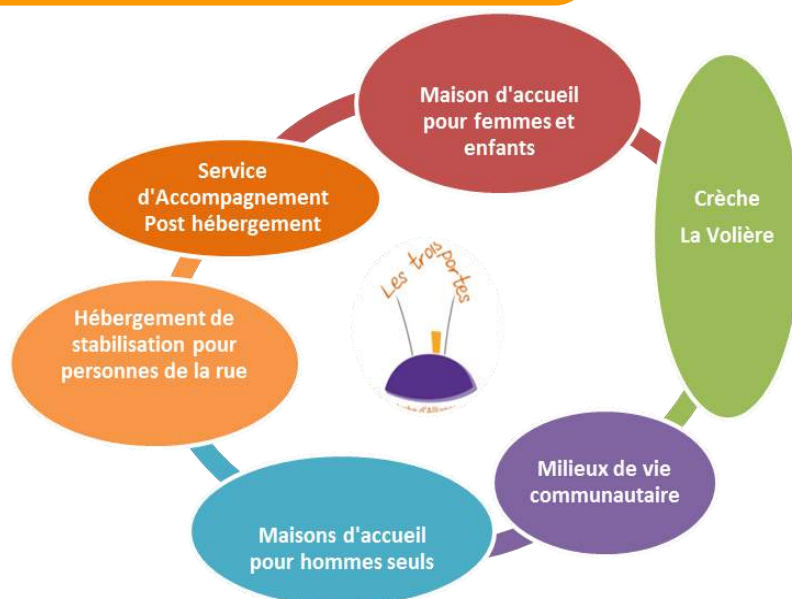 Maison d'accueil
pour femmes et
enfants
Crèche
La Volière
Milieux de vie
communautaire
Maisons d'accueil
pour hommes seuls
Hébergement de
stabilisation pour
personnes de la rue
Service
d'Accompagnement
Post hébergement
Les trois portes